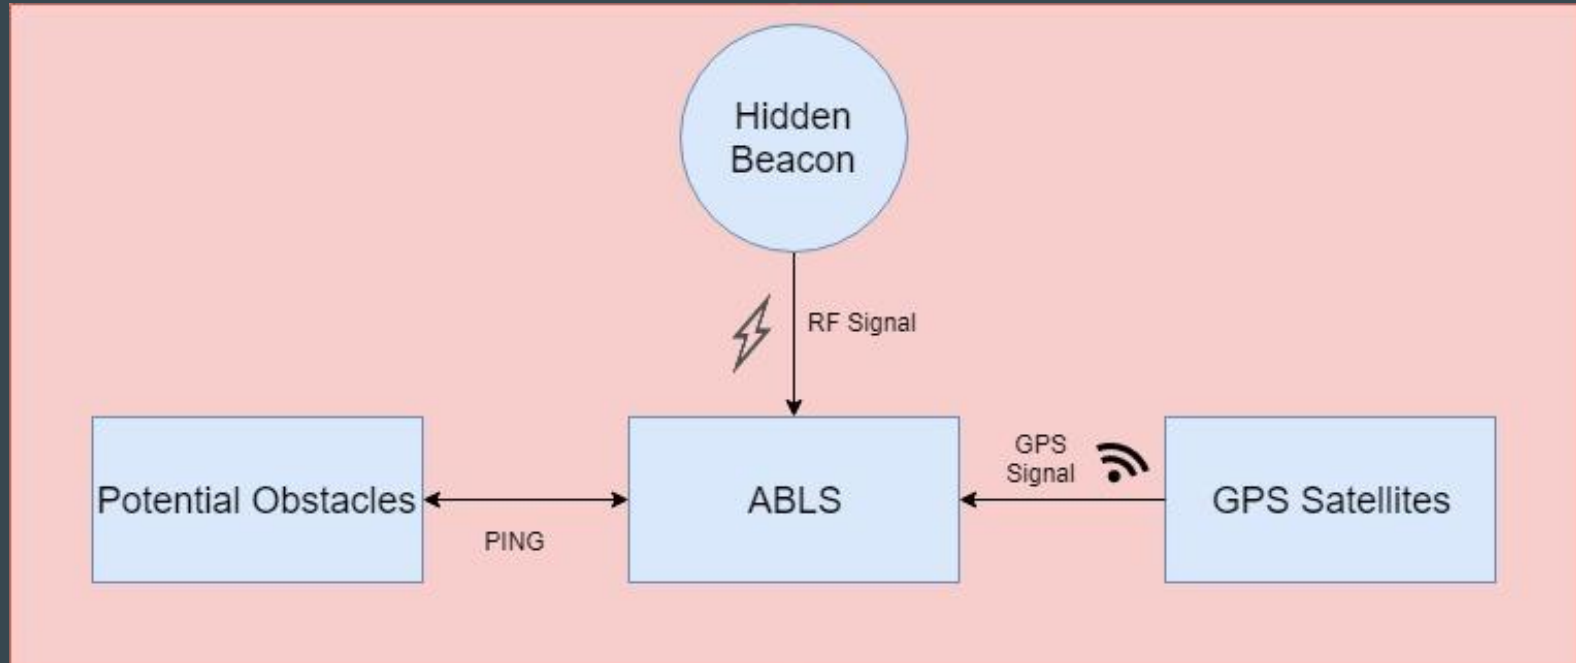 Hidden
Beacon
RF Signal
GPS
Signal
Potential Obstacles
ABLS
GPS Satellites
PING